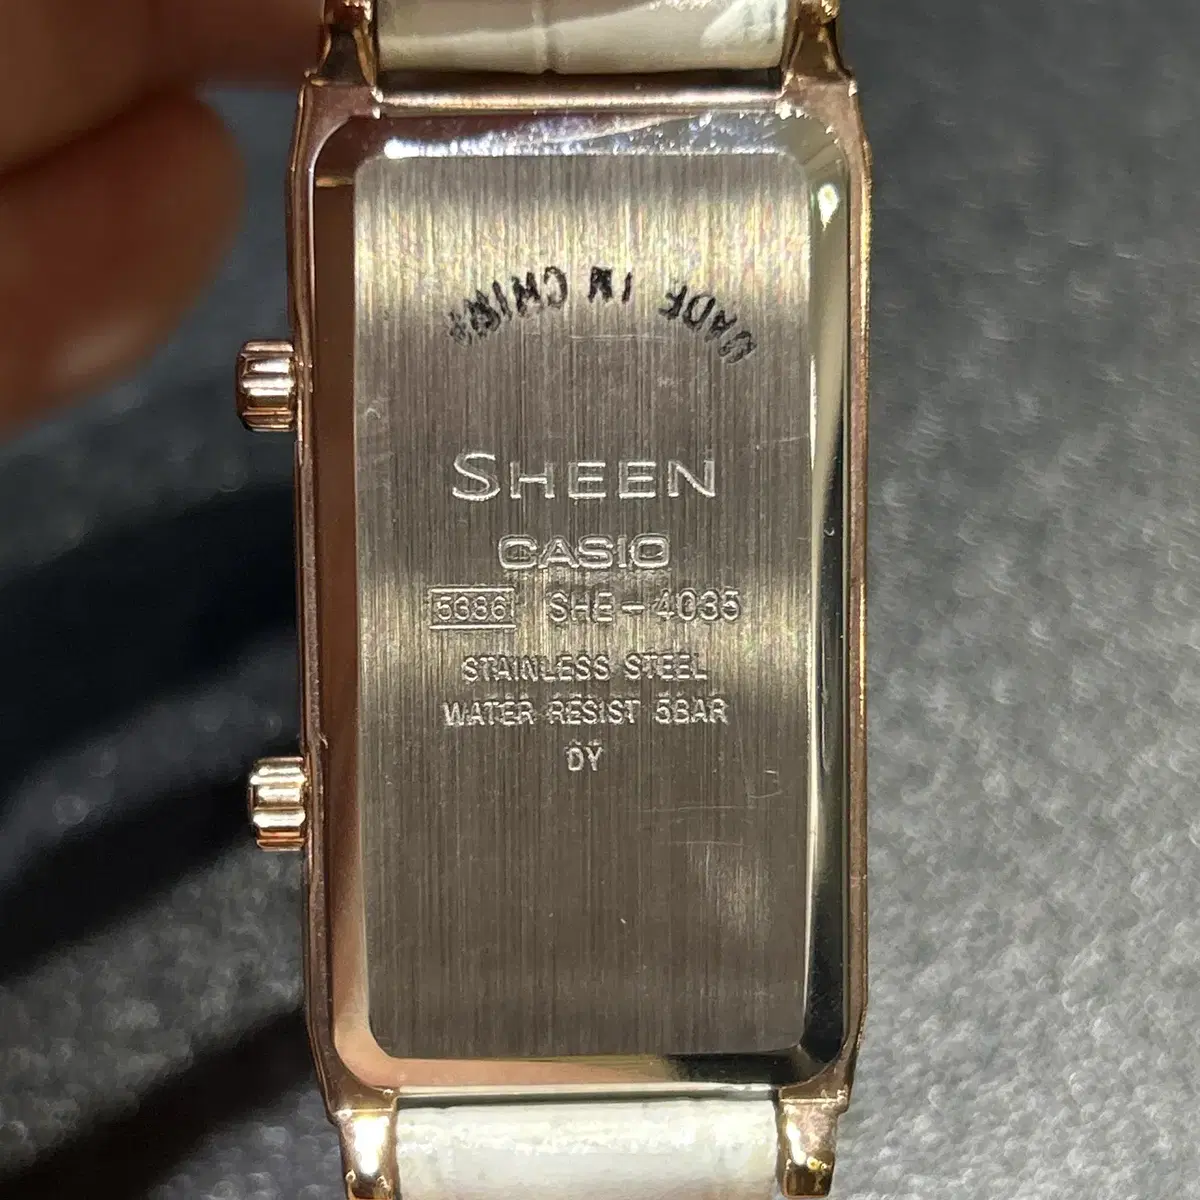 MADE IN CHINA
SHEEN
CASIO
5386 SHE-4035
STAINLESS STEEL
WATER RESIST 5BAR
DY